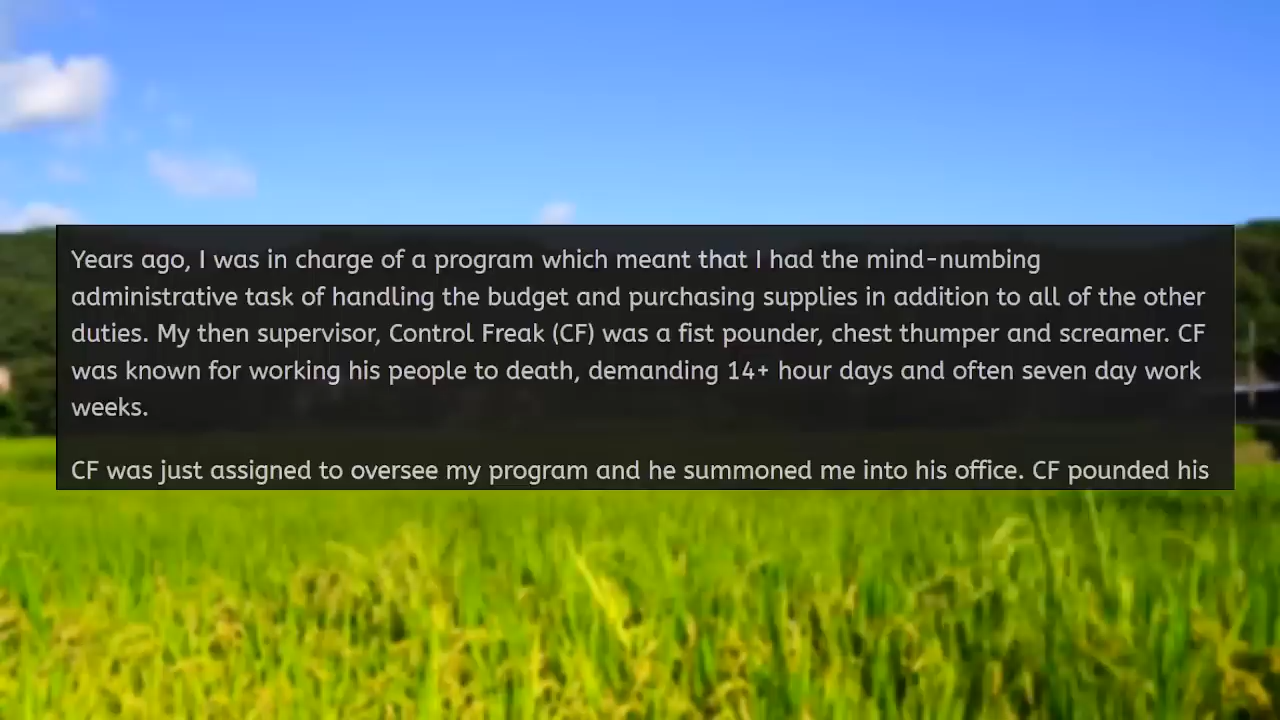 Years ago, I was in charge of a program which meant that I had the mind-numbing
administrative task of handling the budget and purchasing supplies in addition to all of the other
duties. My then supervisor, Control Freak (CF) was a fist pounder, chest thumper and screamer. CF
was known for working his people to death, demanding 14+ hour days and often seven day work
weeks.
CF was just assigned to oversee my program and he summoned me into his office. CF pounded his